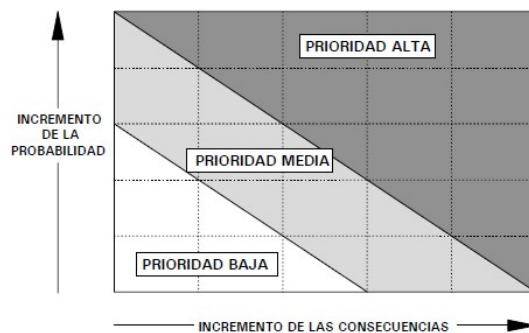 PRIORIDAD ALTA
INCREMENTO
DE LA
PROBABILIDAD
PRIORIDAD MEDIA
PRIORIDAD BAJA
INCREMENTO DE LAS CONSECUENCIAS